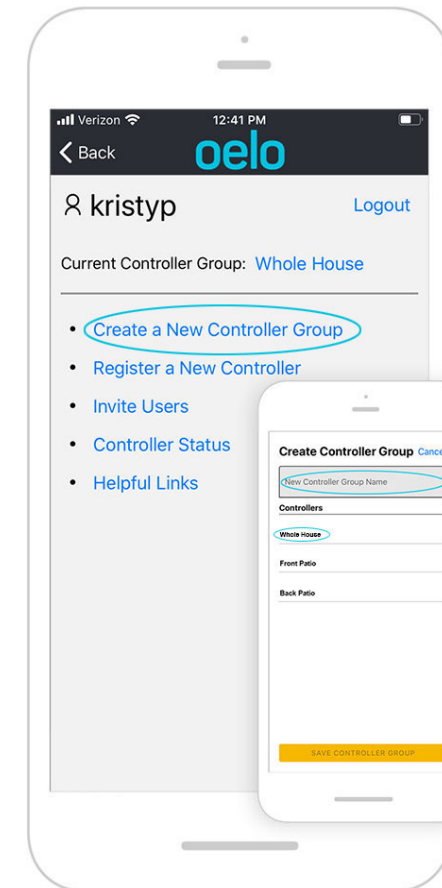 Verizon 12:41 PM
Back oelo
kristyp Logout
Current Controller Group: Whole House
• Create a New Controller Group
• Register a New Controller
• Invite Users
• Controller Status
• Helpful Links
Create Controller Group Cance
New Controller Group Name
Controllers
Whole House
Front Patio
Back Patio
SAVE CONTROLLER GROUP